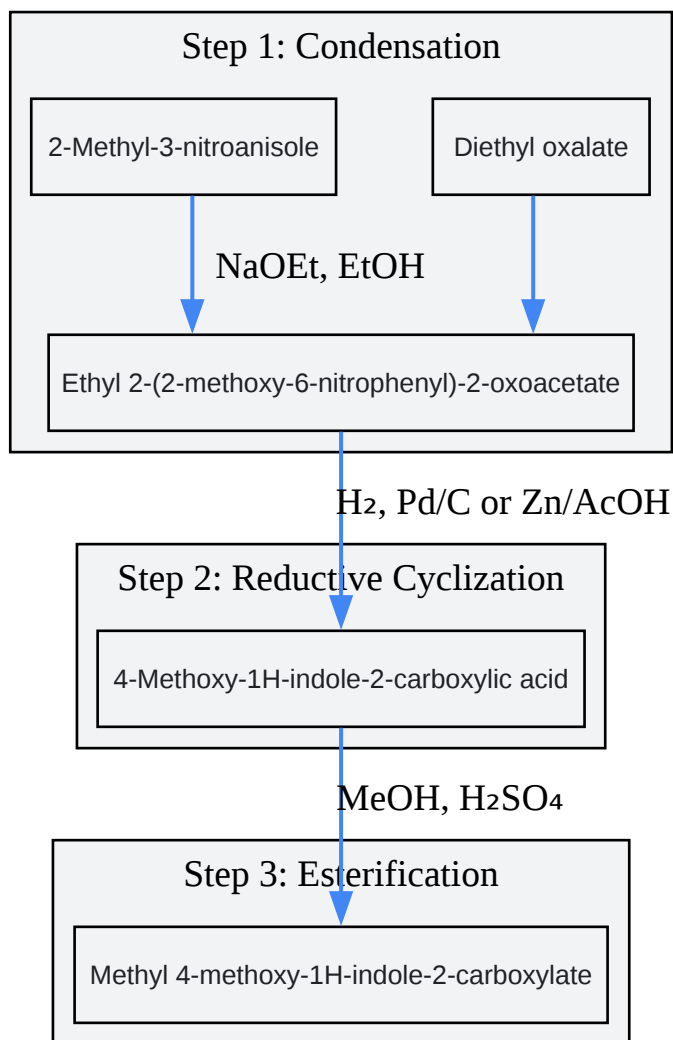 Step 1: Condensation
2-Methyl-3-nitroanisole
Diethyl oxalate
NaOEt, EtOH
Ethyl 2-(2-methoxy-6-nitrophenyl)-2-oxoacetate
H₂, Pd/C or Zn/AcOH
Step 2: Reductive Cyclization
4-Methoxy-1H-indole-2-carboxylic acid
MeOH, H₂SO₄
Step 3: Esterification
Methyl 4-methoxy-1H-indole-2-carboxylate